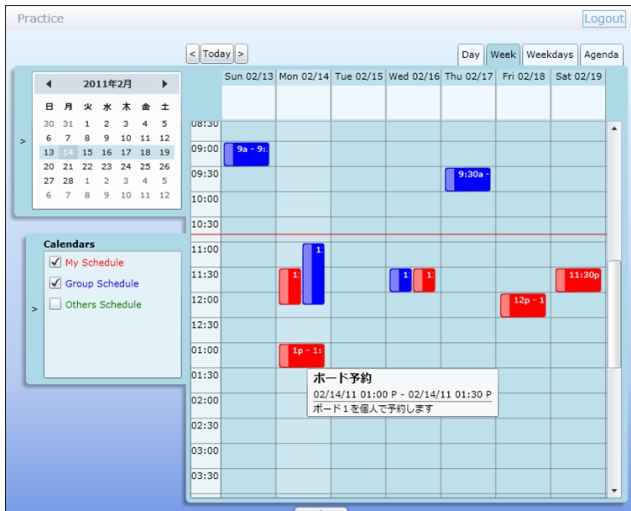 Practice
Logout
< Today >
Day Week Weekdays Agenda
2011年2月
日 月 火 水 木 金 土
30 31 1 2 3 4 5
6 7 8 9 10 11 12
13 14 15 16 17 18 19
20 21 22 23 24 25 26
27 28 1 2 3 4 5
6 7 8 9 10 11 12
>
Calendars
My Schedule
Group Schedule
Others Schedule
>
Sun 02/13 Mon 02/14 Tue 02/15 Wed 02/16 Thu 02/17 Fri 02/18 Sat 02/19
08:30
09:00
9a - 9:
09:30
9:30a -
10:00
10:30
11:00
1
11:30
1 1 1 11:30p
12:00
12p - 1
12:30
01:00
1p - 1:
01:30
ボード予約
02/14/11 01:00 P - 02/14/11 01:30 P
ボード1を個人で予約します
02:00
02:30
03:00
03:30